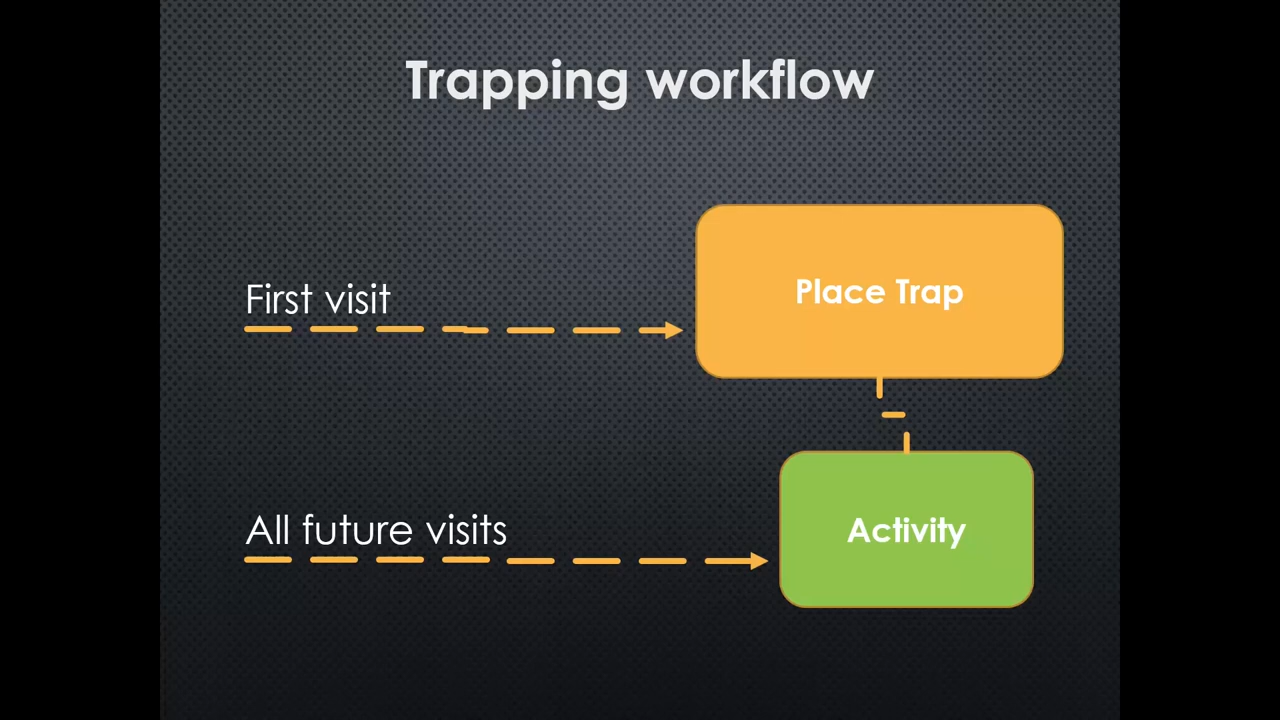 Trapping workflow
First visit
Place Trap
All future visits
Activity